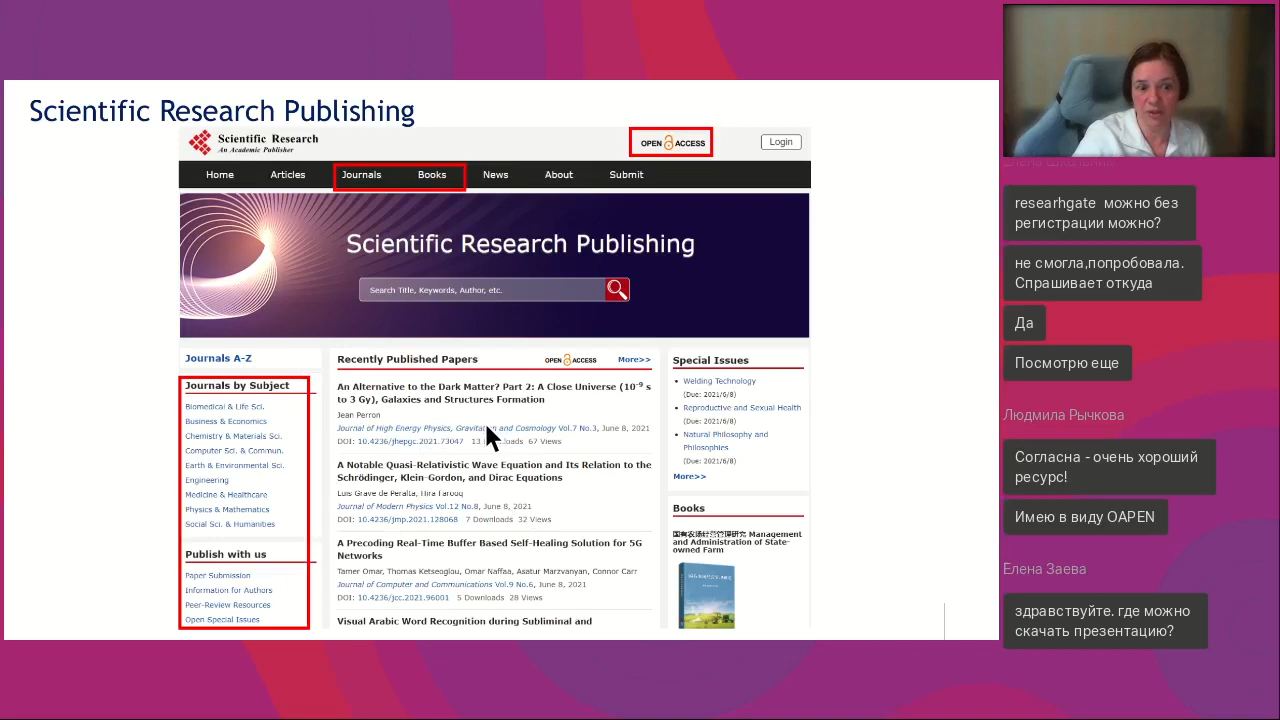 Scientific Research Publishing
Scientific Research
An Academic Publisher
OPEN ACCESS
Login
Home Articles Journals Books News About Submit
Scientific Research Publishing
Search Title, Keywords, Author, etc.
Journals A-Z
Journals by Subject
Biomedical & Life Sci.
Business & Economics
Chemistry & Materials Sci.
Computer Sci. & Commun.
Earth & Environmental Sci.
Engineering
Medicine & Healthcare
Physics & Mathematics
Social Sci. & Humanities
Publish with us
Paper Submission
Information for Authors
Peer-Review Resources
Open Special Issues
Recently Published Papers OPEN ACCESS More>>
An Alternative to the Dark Matter? Part 2: A Close Universe (10⁻⁹ s
to 3 Gy), Galaxies and Structures Formation
Jean Perron
Journal of High Energy Physics, Gravitation and Cosmology Vol.7 No.3, June 8, 2021
DOI: 10.4236/jhepgc.2021.73047 67 Views
A Notable Quasi-Relativistic Wave Equation and Its Relation to the
Schrödinger, Klein-Gordon, and Dirac Equations
Luis Grave de Peralta, Hira Farooq
Journal of Modern Physics Vol.12 No.8, June 8, 2021
DOI: 10.4236/jmp.2021.128068 7 Downloads 32 Views
A Precoding Real-Time Buffer Based Self-Healing Solution for 5G
Networks
Tamer Omar, Thomas Ketseoglou, Omar Naffaa, Asatur Marzvanyan, Connor Carr
Journal of Computer and Communications Vol.9 No.6, June 8, 2021
DOI: 10.4236/jcc.2021.96001 5 Downloads 28 Views
Visual Arabic Word Recognition during Subliminal and
Special Issues
Welding Technology
(Due: 2021/6/8)
Reproductive and Sexual Health
(Due: 2021/6/8)
Natural Philosophy and
Philosophies
(Due: 2021/6/8)
More>>
Books
国有农场经营管理研究 Management
and Administration of State-
owned Farm
researhgate можно без
регистрации можно?
не смогла,попробовала.
Спрашивает откуда
Да
Посмотрю еще
Людмила Рычкова
Согласна - очень хороший
ресурс!
Имею в виду OAPEN
Елена Заева
здравствуйте. где можно
скачать презентацию?